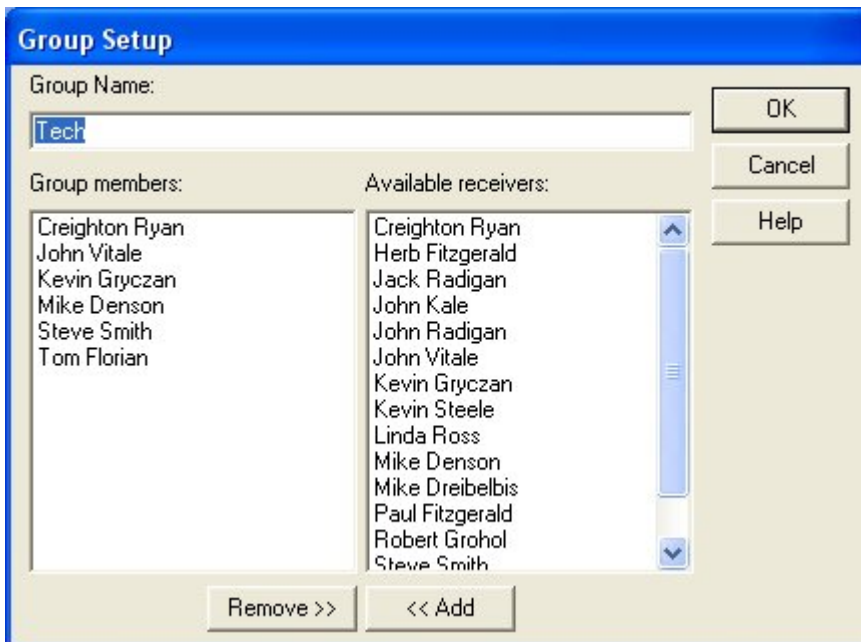 Group Setup
Group Name:
Tech
OK
Cancel
Help
Group members:
Creighton Ryan
John Vitale
Kevin Gryczan
Mike Denson
Steve Smith
Tom Florian
Available receivers:
Creighton Ryan
Herb Fitzgerald
Jack Radigan
John Kale
John Radigan
John Vitale
Kevin Gryczan
Kevin Steele
Linda Ross
Mike Denson
Mike Dreibelbis
Paul Fitzgerald
Robert Grohol
Steve Smith
Remove >>
<< Add